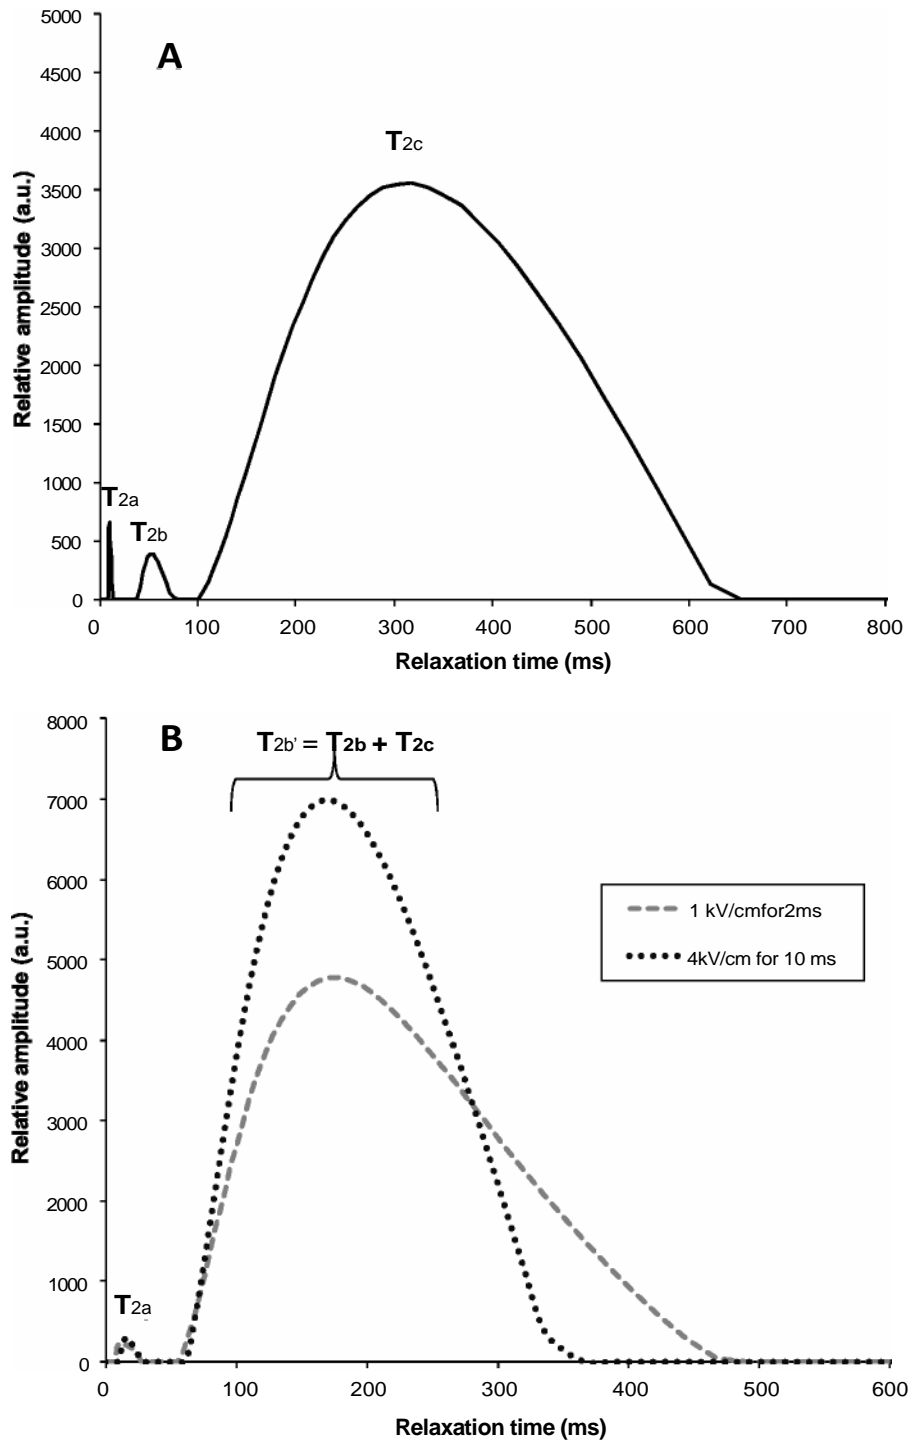 A
5000
4500
4000
3500
3000
2500
2000
1500
1000
500
0
Relative amplitude (a.u.)
T2c
T2a
T2b
0 100 200 300 400 500 600 700 800
Relaxation time (ms)
B
T2b' = T2b + T2c
8000
7000
6000
5000
4000
3000
2000
1000
0
Relative amplitude (a.u.)
1 kV/cmfor2ms
4kV/cm for 10 ms
T2a
0 100 200 300 400 500 600
Relaxation time (ms)